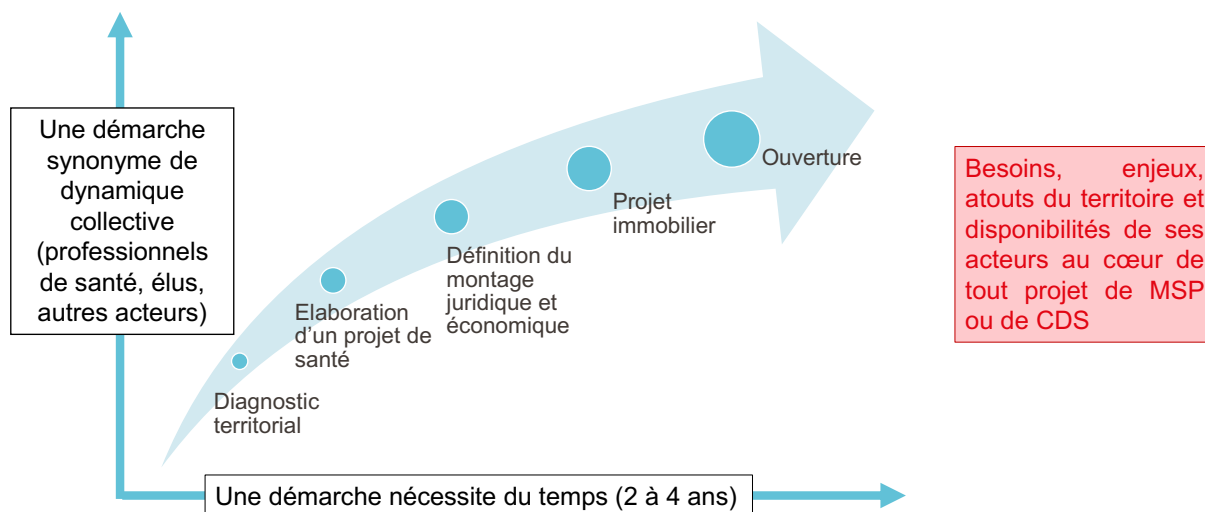 Une démarche
synonyme de
dynamique
collective
(professionnels
de santé, élus,
autres acteurs)
Diagnostic
territorial
Elaboration
d'un projet de
santé
Définition du
montage
juridique et
économique
Projet
immobilier
Ouverture
Besoins, enjeux,
atouts du territoire et
disponibilités de ses
acteurs au cœur de
tout projet de MSP
ou de CDS
Une démarche nécessite du temps (2 à 4 ans)